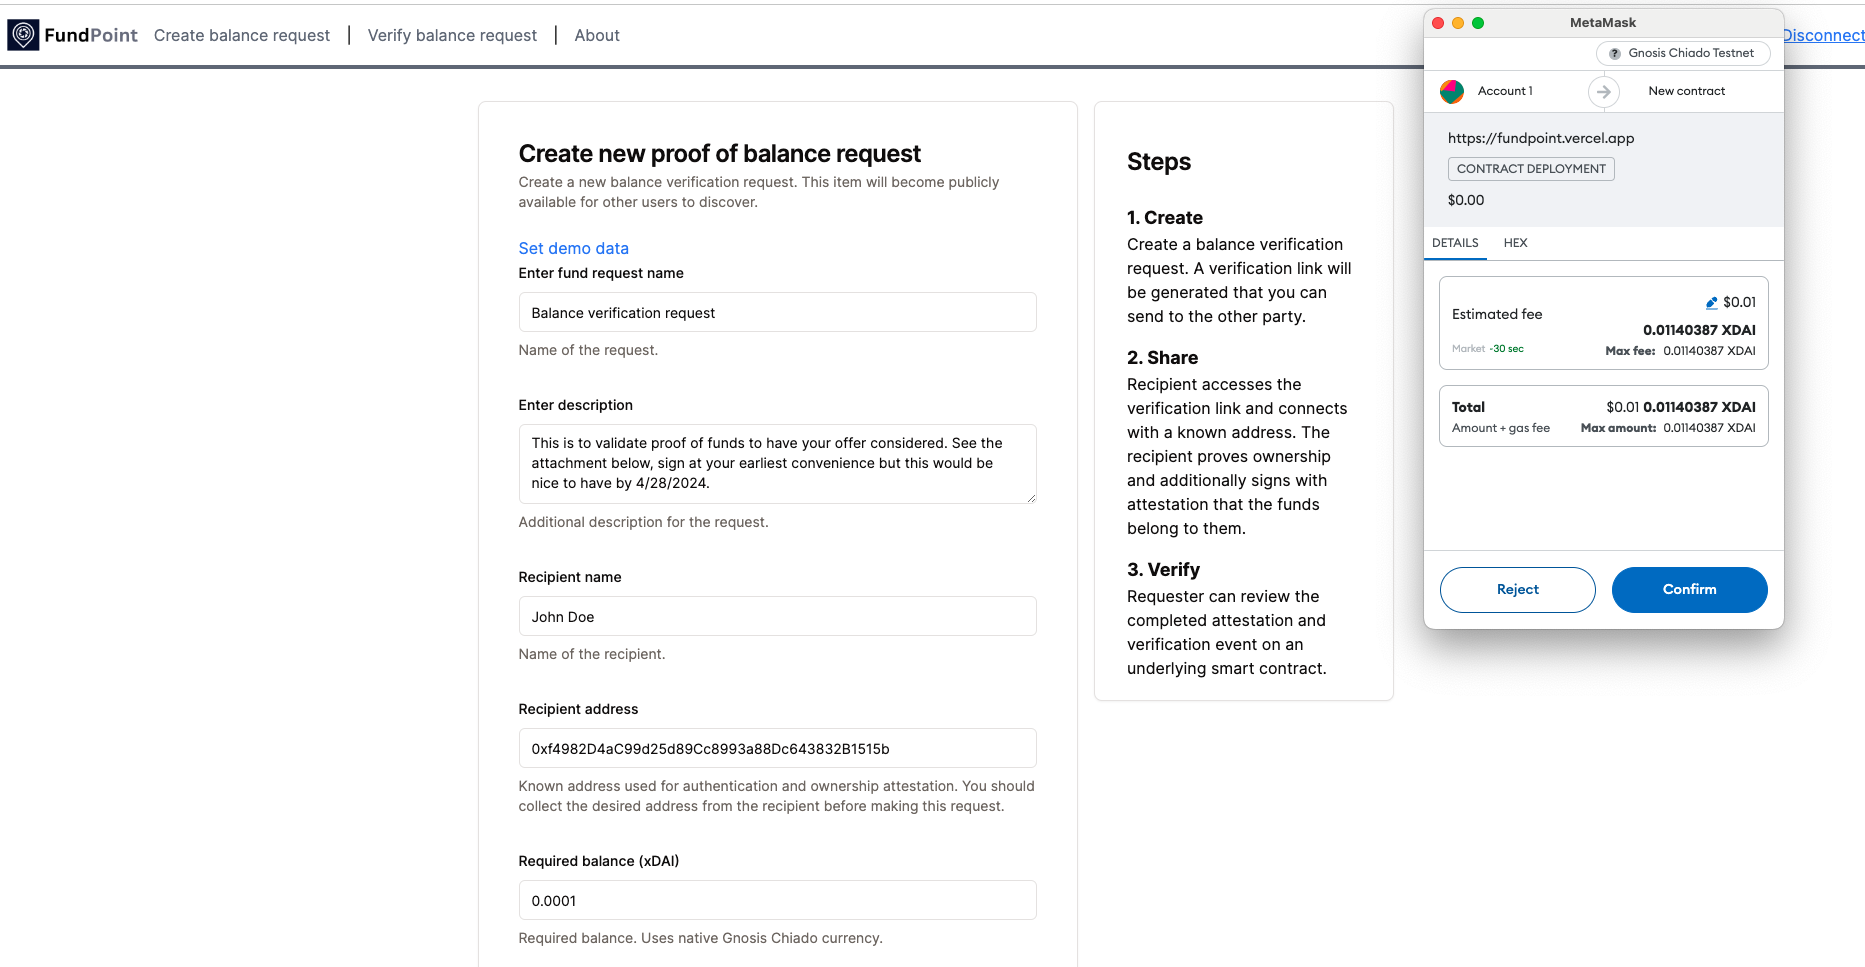 FundPoint Create balance request | Verify balance request | About Disconnect
Create new proof of balance request
Create a new balance verification request. This item will become publicly
available for other users to discover.
Set demo data
Enter fund request name
Balance verification request
Name of the request.
Enter description
This is to validate proof of funds to have your offer considered. See the
attachment below, sign at your earliest convenience but this would be
nice to have by 4/28/2024.
Additional description for the request.
Recipient name
John Doe
Name of the recipient.
Recipient address
0xf4982D4aC99d25d89Cc8993a88Dc643832B1515b
Known address used for authentication and ownership attestation. You should
collect the desired address from the recipient before making this request.
Required balance (xDAI)
0.0001
Required balance. Uses native Gnosis Chiado currency.
Steps
1. Create
Create a balance verification
request. A verification link will
be generated that you can
send to the other party.
2. Share
Recipient accesses the
verification link and connects
with a known address. The
recipient proves ownership
and additionally signs with
attestation that the funds
belong to them.
3. Verify
Requester can review the
completed attestation and
verification event on an
underlying smart contract.
MetaMask
? Gnosis Chiado Testnet
Account 1 New contract
https://fundpoint.vercel.app
CONTRACT DEPLOYMENT
$0.00
DETAILS HEX
$0.01
Estimated fee
0.01140387 XDAI
Market ~30 sec Max fee: 0.01140387 XDAI
Total $0.01 0.01140387 XDAI
Amount + gas fee Max amount: 0.01140387 XDAI
Reject Confirm